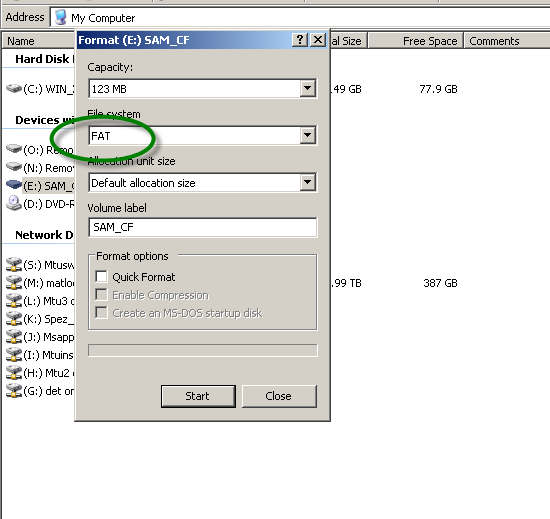 Address My Computer
Name al Size Free Space Comments
Format (E:) SAM_CF
Hard Disk
Capacity:
(C:) WIN_ 123 MB .49 GB 77.9 GB
File system
Devices wi
FAT
(O:) Remo
Allocation unit size
(N:) Remov
(E:) SAM_C Default allocation size
(D:) DVD-R
Volume label
SAM_CF
Network D
Format options
(S:) Mtusw
Quick Format
(M:) matloc .99 TB 387 GB
Enable Compression
(L:) Mtu3 c
Create an MS-DOS startup disk
(K:) Spez_
(J:) Msapp
(I:) Mtuins
(H:) Mtu2 c
(G:) det or
Start Close